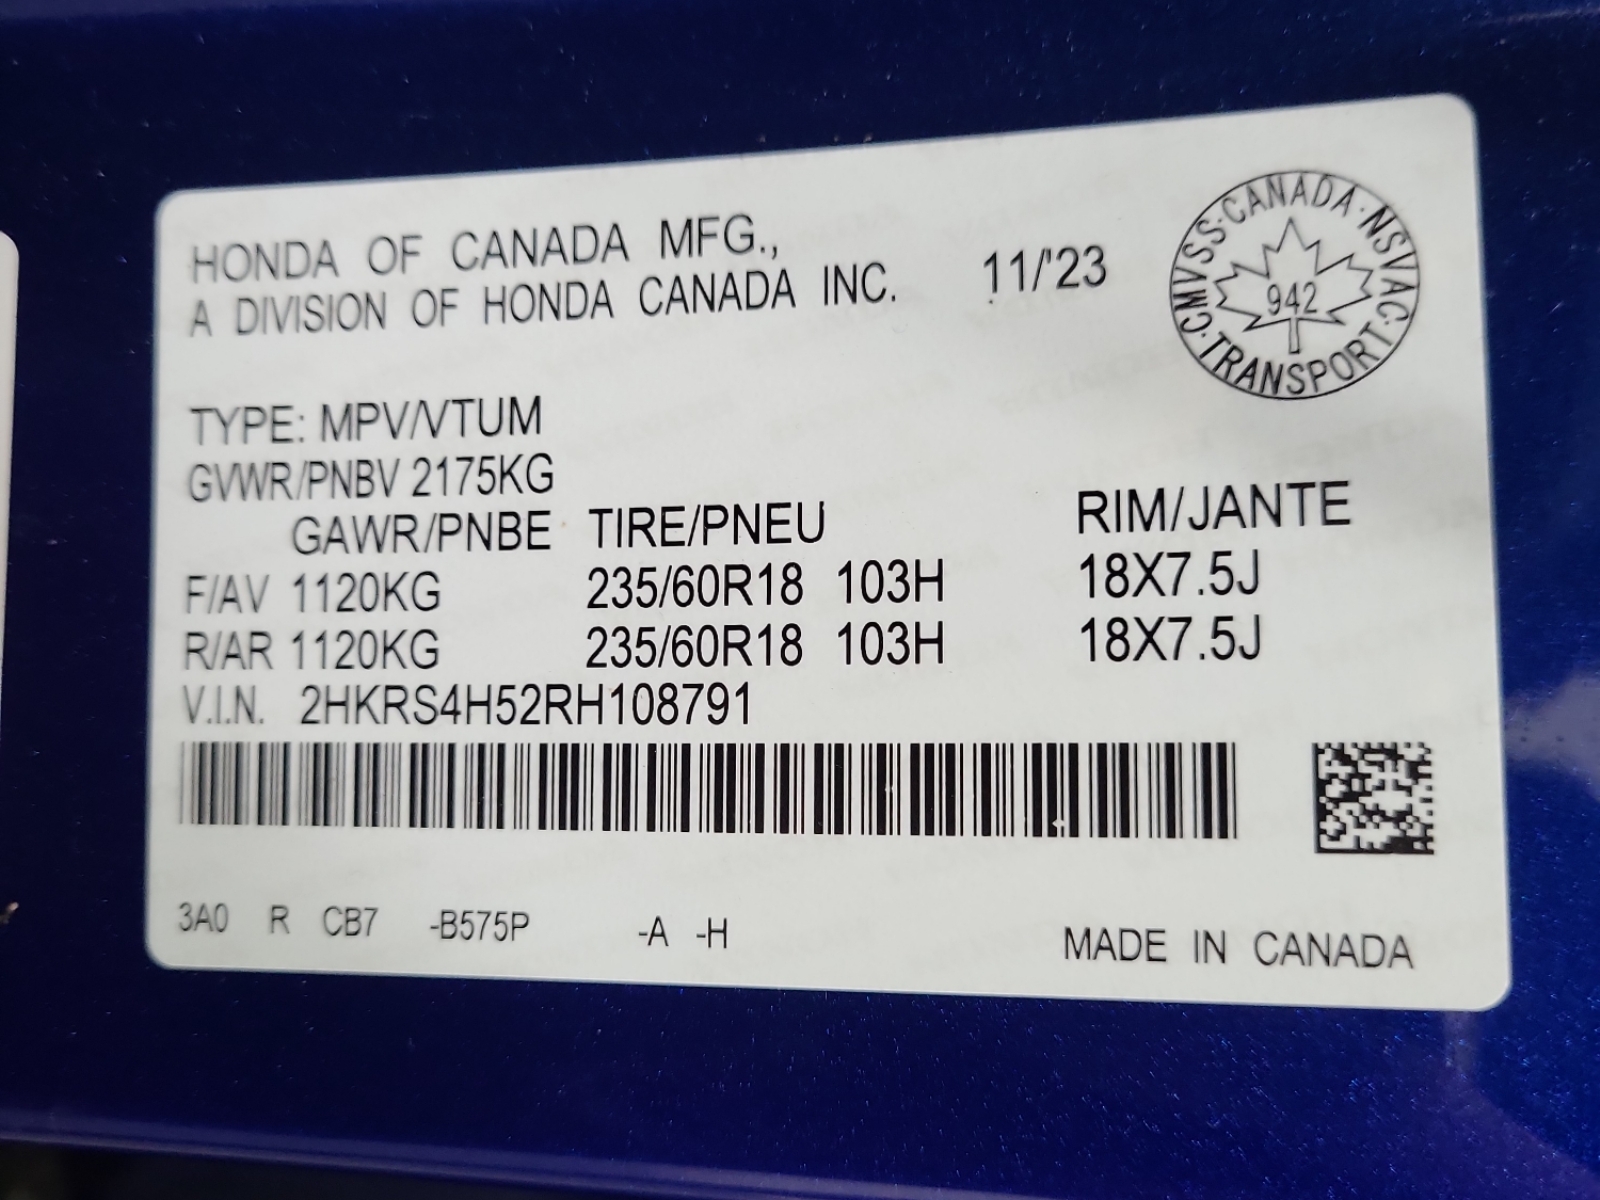 HONDA OF CANADA MFG.,
A DIVISION OF HONDA CANADA INC.
11/'23
CMVSS·CANADA·NSVAC·TRANSPORT·
942
TYPE: MPV/VTUM
GVWR/PNBV 2175KG
GAWR/PNBE TIRE/PNEU RIM/JANTE
F/AV 1120KG 235/60R18 103H 18X7.5J
R/AR 1120KG 235/60R18 103H 18X7.5J
V.I.N. 2HKRS4H52RH108791
3A0 R CB7 -B575P -A -H
MADE IN CANADA